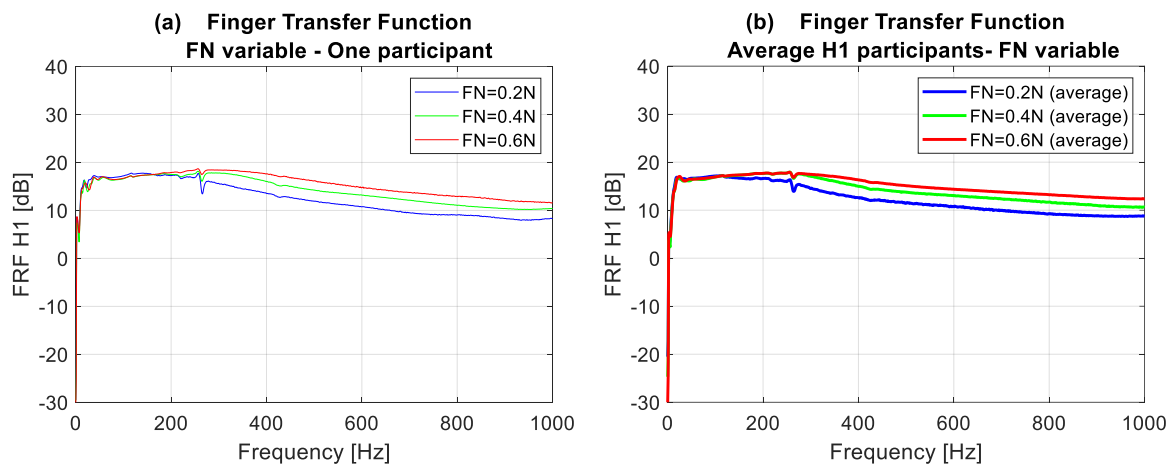 (a) Finger Transfer Function
FN variable - One participant
40
30
20
10
0
-10
-20
-30
FRF H1 [dB]
FN=0.2N
FN=0.4N
FN=0.6N
0 200 400 600 800 1000
Frequency [Hz]
(b) Finger Transfer Function
Average H1 participants- FN variable
40
30
20
10
0
-10
-20
-30
FRF H1 [dB]
FN=0.2N (average)
FN=0.4N (average)
FN=0.6N (average)
0 200 400 600 800 1000
Frequency [Hz]